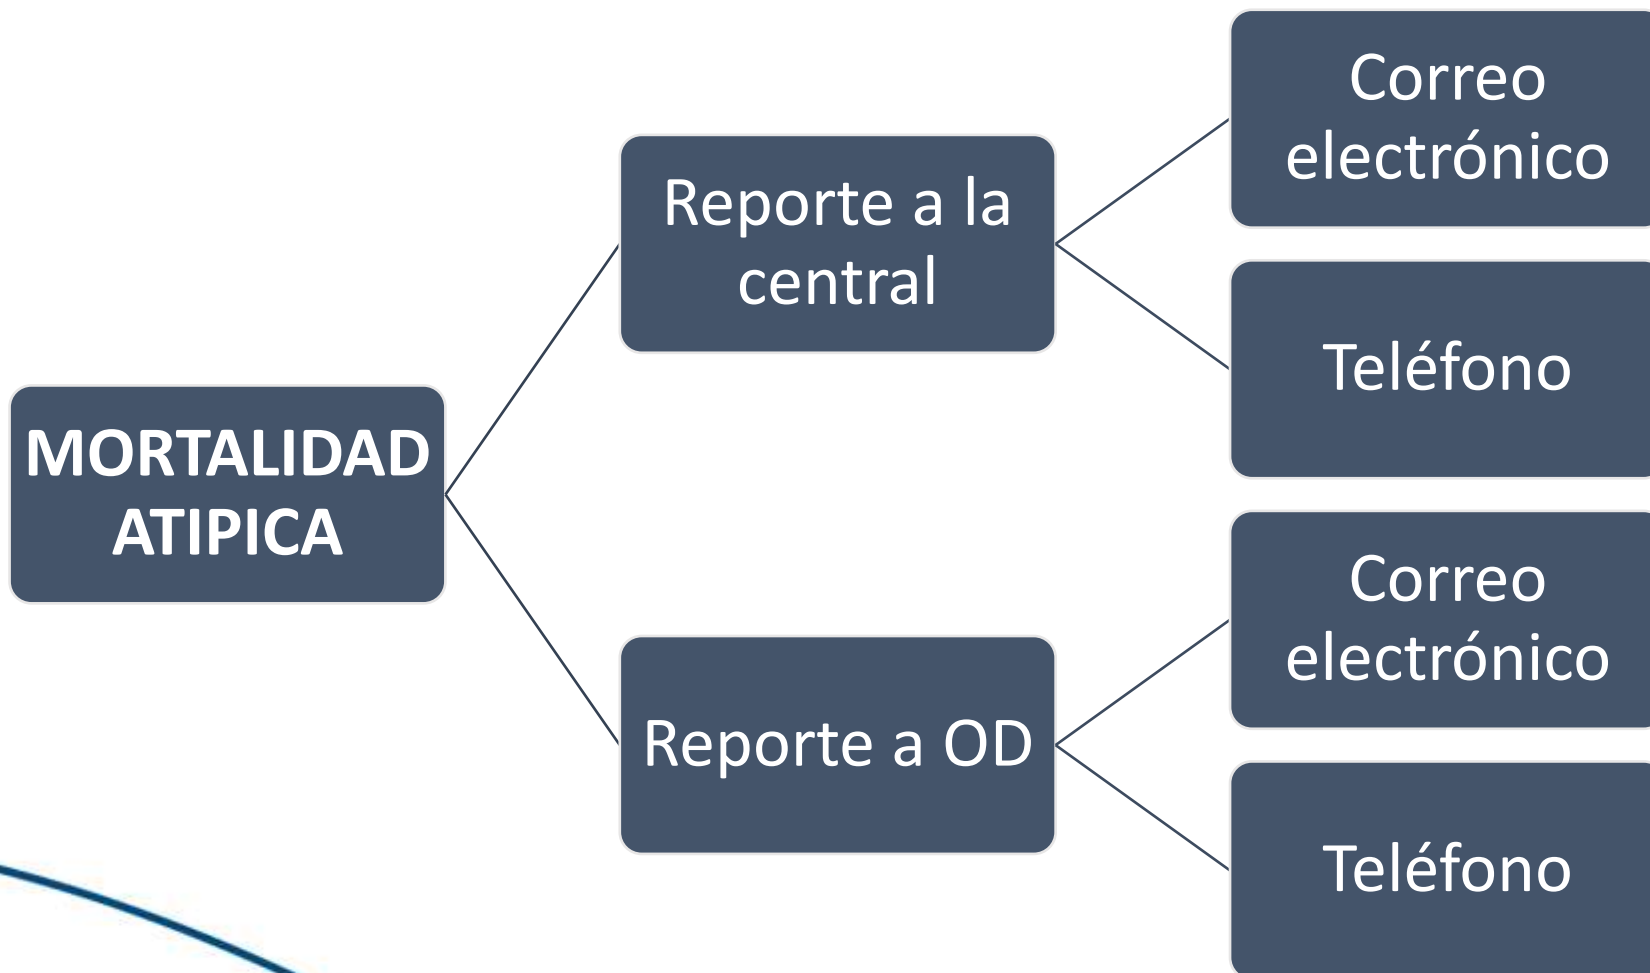 MORTALIDAD
ATIPICA
Reporte a la
central
Correo
electrónico
Teléfono
Reporte a OD
Correo
electrónico
Teléfono